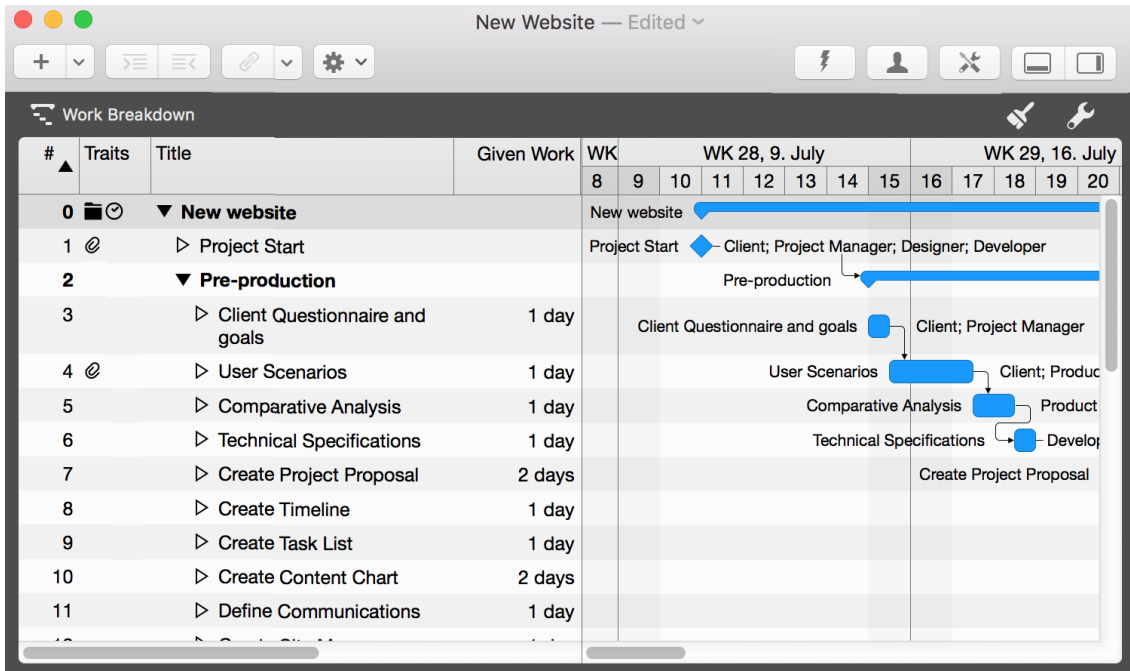 New Website — Edited
Work Breakdown
# Traits Title Given Work WK WK 28, 9. July WK 29, 16. July
8 9 10 11 12 13 14 15 16 17 18 19 20
0 New website New website
1 Project Start Project Start Client; Project Manager; Designer; Developer
2 Pre-production Pre-production
3 Client Questionnaire and 1 day Client Questionnaire and goals Client; Project Manager
goals
4 User Scenarios 1 day User Scenarios Client; Produc
5 Comparative Analysis 1 day Comparative Analysis Product
6 Technical Specifications 1 day Technical Specifications Develop
7 Create Project Proposal 2 days Create Project Proposal
8 Create Timeline 1 day
9 Create Task List 1 day
10 Create Content Chart 2 days
11 Define Communications 1 day